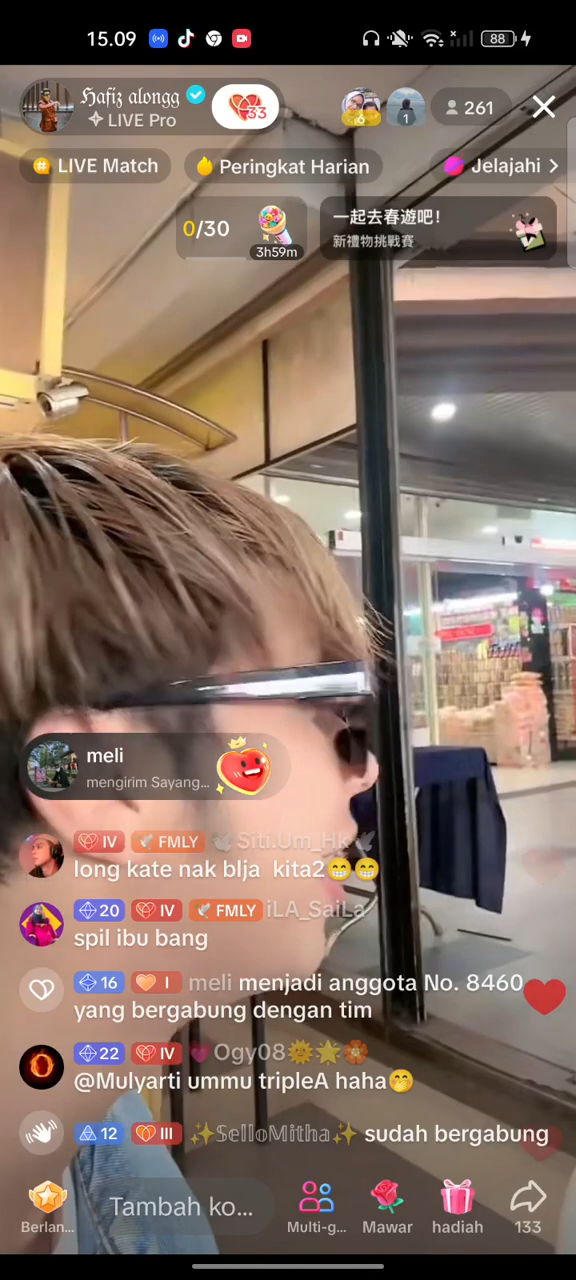 15.09
88
ℌ𝔞𝔣𝔦𝔷 𝔞𝔩𝔬𝔫𝔤𝔤
LIVE Pro
33
1
261
LIVE Match
Peringkat Harian
Jelajahi >
0/30
3h59m
一起去春遊吧！
新禮物挑戰賽
meli
mengirim Sayang...
IV FMLY 🕊Siti.Um_Hk🕊
long kate nak blja kita2😁😁
20 IV FMLY iLA_SaiLa
spil ibu bang
16 I meli menjadi anggota No. 8460
yang bergabung dengan tim
22 IV 💗Ogy08🌞🌟🏵
@Mulyarti ummu tripleA haha🤭
12 III ✨𝕊𝕖𝕝𝕝𝕠𝕄𝕚𝕥𝕙𝕒✨ sudah bergabung
Tambah ko...
Berlan...
Multi-g...
Mawar
hadiah
133